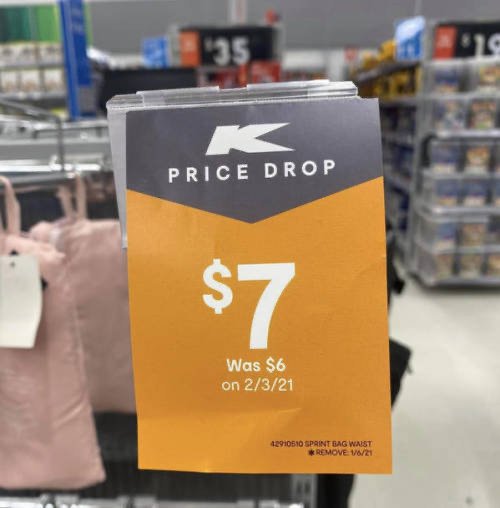 $35
PRICE DROP
$7
Was $6
on 2/3/21
42910510 SPRINT BAG WAIST
✱ REMOVE: 1/6/21